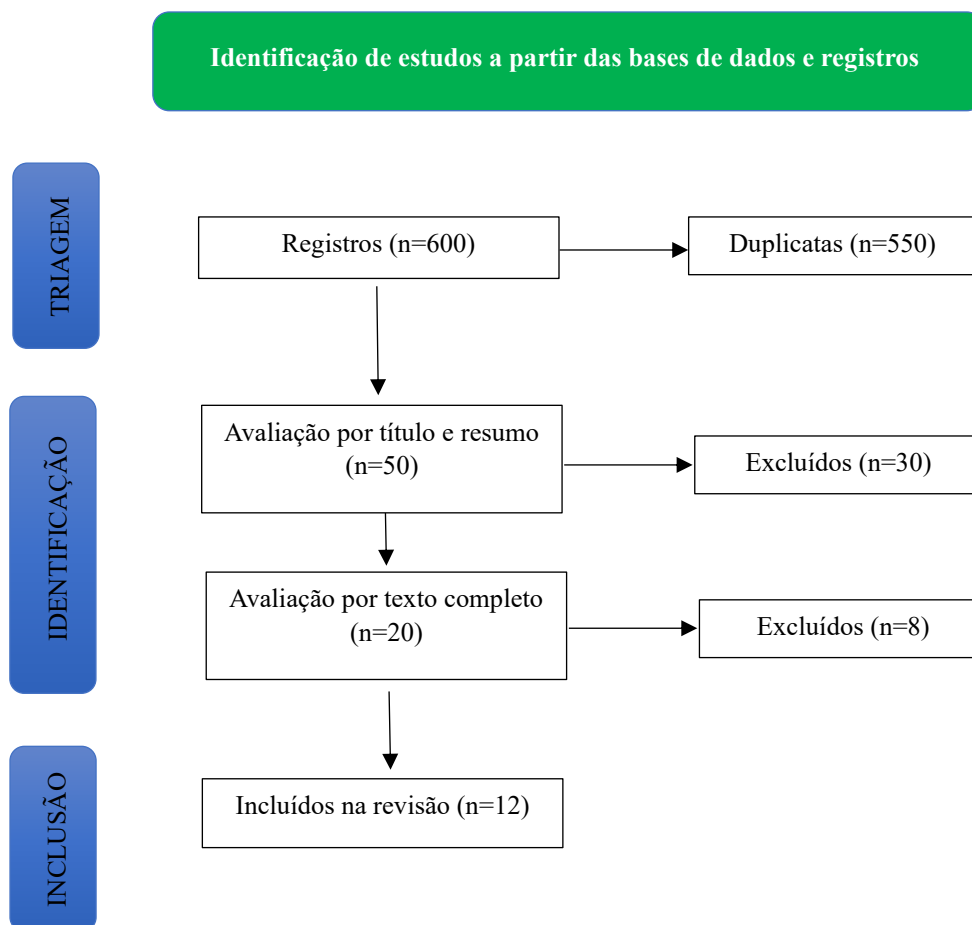 Identificação de estudos a partir das bases de dados e registros
TRIAGEM
Registros (n=600)
Duplicatas (n=550)
IDENTIFICAÇÃO
Avaliação por título e resumo
(n=50)
Excluídos (n=30)
Avaliação por texto completo
(n=20)
Excluídos (n=8)
INCLUSÃO
Incluídos na revisão (n=12)